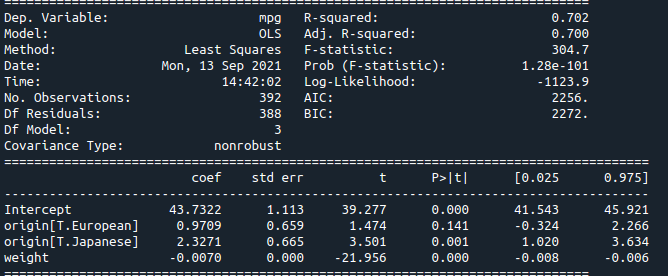 ==============================================================================
Dep. Variable:                    mpg   R-squared:                       0.702
Model:                            OLS   Adj. R-squared:                  0.700
Method:                 Least Squares   F-statistic:                     304.7
Date:                Mon, 13 Sep 2021   Prob (F-statistic):          1.28e-101
Time:                        14:42:02   Log-Likelihood:                -1123.9
No. Observations:                 392   AIC:                             2256.
Df Residuals:                     388   BIC:                             2272.
Df Model:                           3
Covariance Type:            nonrobust
======================================================================================
                         coef    std err          t      P>|t|      [0.025      0.975]
--------------------------------------------------------------------------------------
Intercept             43.7322      1.113     39.277      0.000      41.543      45.921
origin[T.European]     0.9709      0.659      1.474      0.141      -0.324       2.266
origin[T.Japanese]     2.3271      0.665      3.501      0.001       1.020       3.634
weight                -0.0070      0.000    -21.956      0.000      -0.008      -0.006
======================================================================================